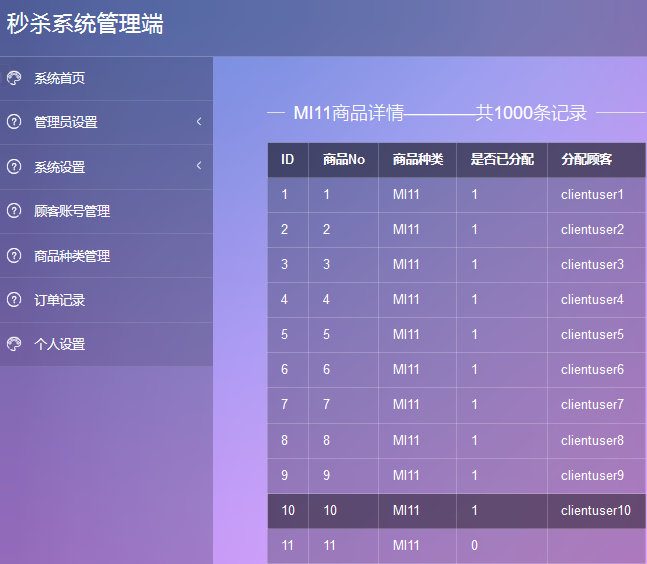 秒杀系统管理端
系统首页
管理员设置
系统设置
顾客账号管理
商品种类管理
订单记录
个人设置
MI11商品详情————共1000条记录
ID 商品No 商品种类 是否已分配 分配顾客
1 1 MI11 1 clientuser1
2 2 MI11 1 clientuser2
3 3 MI11 1 clientuser3
4 4 MI11 1 clientuser4
5 5 MI11 1 clientuser5
6 6 MI11 1 clientuser6
7 7 MI11 1 clientuser7
8 8 MI11 1 clientuser8
9 9 MI11 1 clientuser9
10 10 MI11 1 clientuser10
11 11 MI11 0